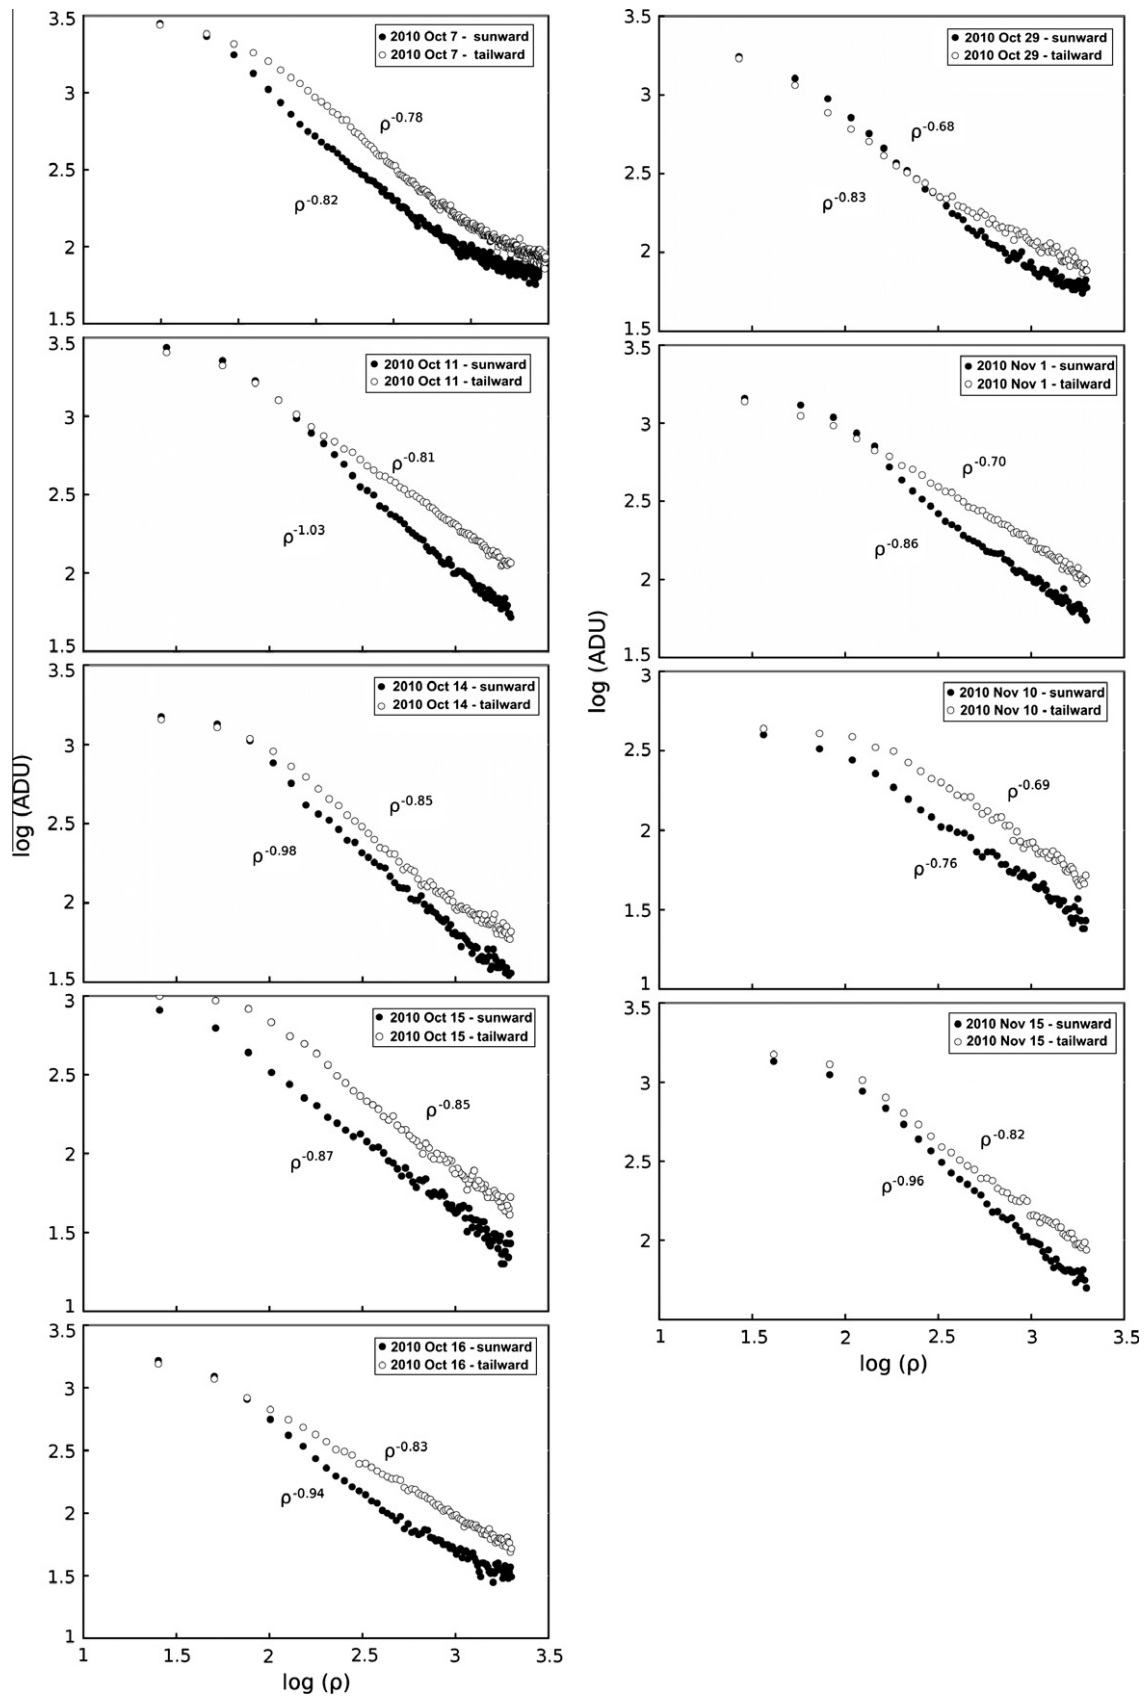 3.5
3
2.5
2
1.5
● 2010 Oct 7 - sunward
○ 2010 Oct 7 - tailward
ρ-0.78
ρ-0.82
3.5
3
2.5
2
1.5
● 2010 Oct 11 - sunward
○ 2010 Oct 11 - tailward
ρ-0.81
ρ-1.03
log (ADU)
3.5
3
2.5
2
1.5
● 2010 Oct 14 - sunward
○ 2010 Oct 14 - tailward
ρ-0.85
ρ-0.98
3
2.5
2
1.5
1
● 2010 Oct 15 - sunward
○ 2010 Oct 15 - tailward
ρ-0.85
ρ-0.87
3.5
3
2.5
2
1.5
1
● 2010 Oct 16 - sunward
○ 2010 Oct 16 - tailward
ρ-0.83
ρ-0.94
1 1.5 2 2.5 3 3.5
log (ρ)
3.5
3
2.5
2
1.5
● 2010 Oct 29 - sunward
○ 2010 Oct 29 - tailward
ρ-0.68
ρ-0.83
3.5
3
2.5
2
1.5
● 2010 Nov 1 - sunward
○ 2010 Nov 1 - tailward
ρ-0.70
ρ-0.86
log (ADU)
3
2.5
2
1.5
1
● 2010 Nov 10 - sunward
○ 2010 Nov 10 - tailward
ρ-0.69
ρ-0.76
3.5
3
2.5
2
● 2010 Nov 15 - sunward
○ 2010 Nov 15 - tailward
ρ-0.82
ρ-0.96
1 1.5 2 2.5 3 3.5
log (ρ)